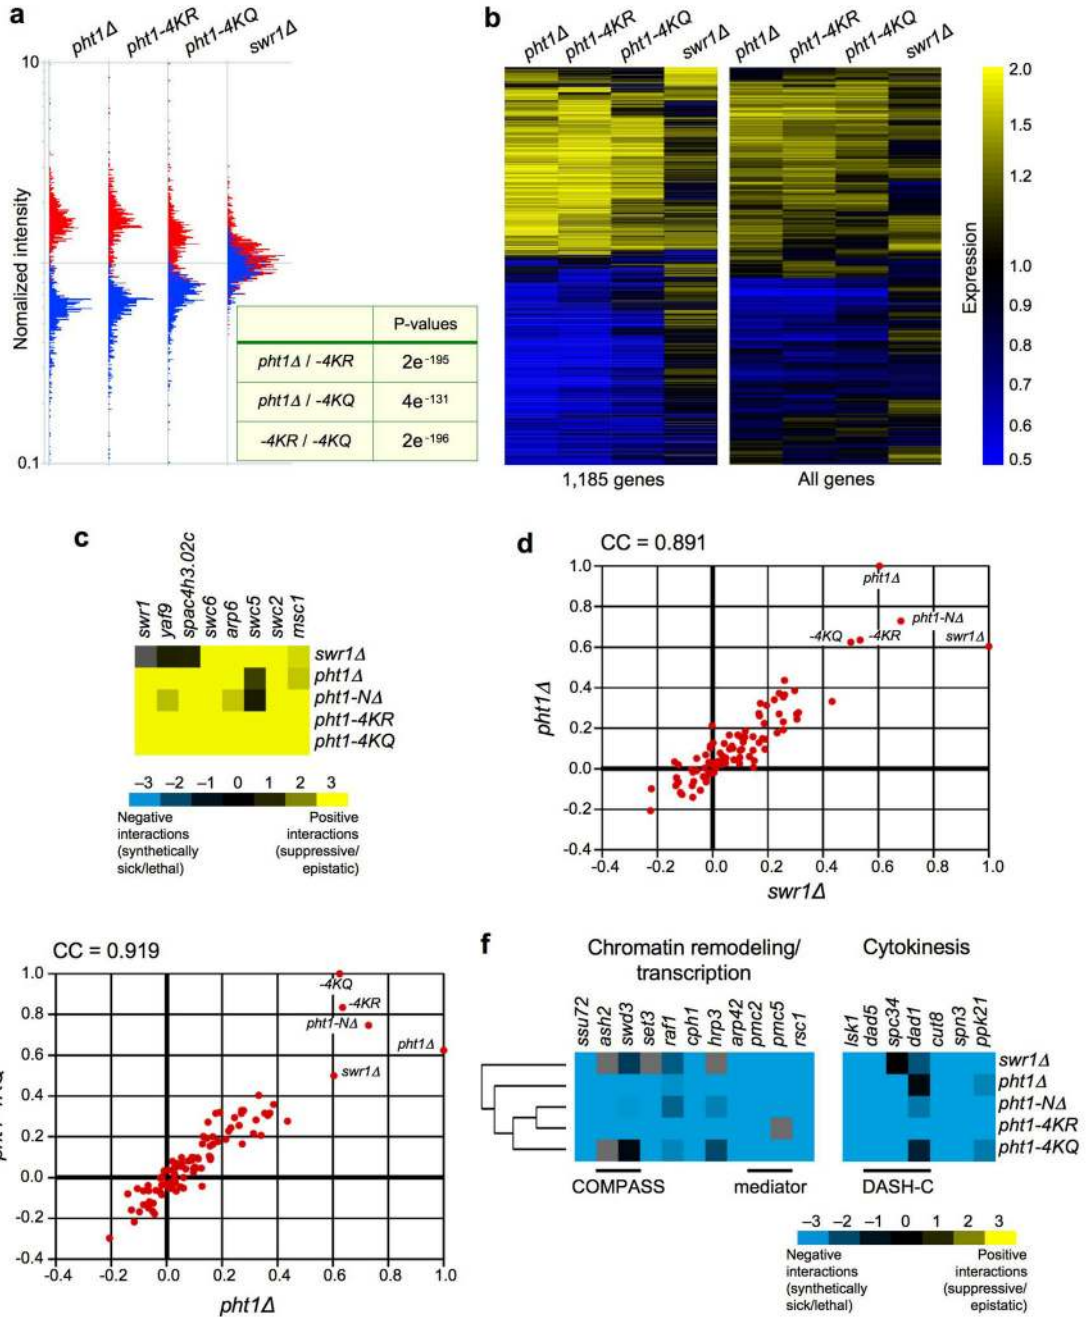 a
pht1Δ pht1-4KR pht1-4KQ swr1Δ
10
Normalized intensity
0.1
P-values
pht1Δ / -4KR 2e-195
pht1Δ / -4KQ 4e-131
-4KR / -4KQ 2e-196
b
pht1Δ pht1-4KR pht1-4KQ swr1Δ pht1Δ pht1-4KR pht1-4KQ swr1Δ
2.0
1.5
1.2
1.0
0.9
0.8
0.7
0.6
0.5
Expression
1,185 genes All genes
c
swr1 yaf9 spac4h3.02c swc6 arp6 swc5 swc2 msc1
swr1Δ
pht1Δ
pht1-NΔ
pht1-4KR
pht1-4KQ
–3 –2 –1 0 1 2 3
Negative Positive
interactions interactions
(synthetically (suppressive/
sick/lethal) epistatic)
d
CC = 0.891
1.0
0.8
0.6
0.4
0.2
0.0
-0.2
-0.4
pht1Δ
pht1Δ
pht1-NΔ
-4KQ -4KR swr1Δ
-0.4 -0.2 0.0 0.2 0.4 0.6 0.8 1.0
swr1Δ
CC = 0.919
1.0
0.8
0.6
0.4
0.2
0.0
-0.2
-0.4
-4KQ
-4KR
pht1-NΔ
pht1Δ
swr1Δ
-0.4 -0.2 0.0 0.2 0.4 0.6 0.8 1.0
pht1Δ
f
Chromatin remodeling/ Cytokinesis
transcription
ssu72 ash2 swd3 set3 raf1 cph1 hrp3 arp42 pmc2 pmc5 rsc1 lsk1 dad5 spc34 dad1 cut8 spn3 ppk21
swr1Δ
pht1Δ
pht1-NΔ
pht1-4KR
pht1-4KQ
COMPASS mediator DASH-C
–3 –2 –1 0 1 2 3
Negative Positive
interactions interactions
(synthetically (suppressive/
sick/lethal) epistatic)